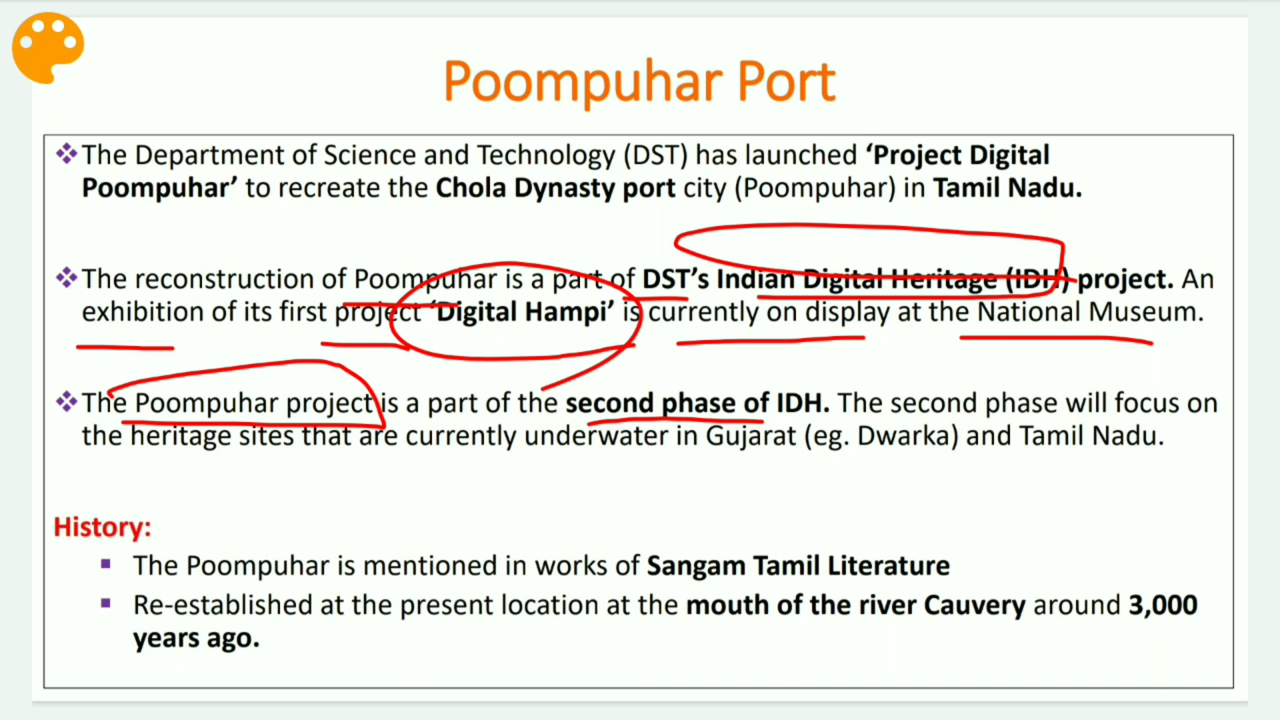 Poompuhar Port
The Department of Science and Technology (DST) has launched ‘Project Digital
Poompuhar’ to recreate the Chola Dynasty port city (Poompuhar) in Tamil Nadu.
The reconstruction of Poompuhar is a part of DST’s Indian Digital Heritage (IDH) project. An
exhibition of its first project ‘Digital Hampi’ is currently on display at the National Museum.
The Poompuhar project is a part of the second phase of IDH. The second phase will focus on
the heritage sites that are currently underwater in Gujarat (eg. Dwarka) and Tamil Nadu.
History:
The Poompuhar is mentioned in works of Sangam Tamil Literature
Re-established at the present location at the mouth of the river Cauvery around 3,000
years ago.